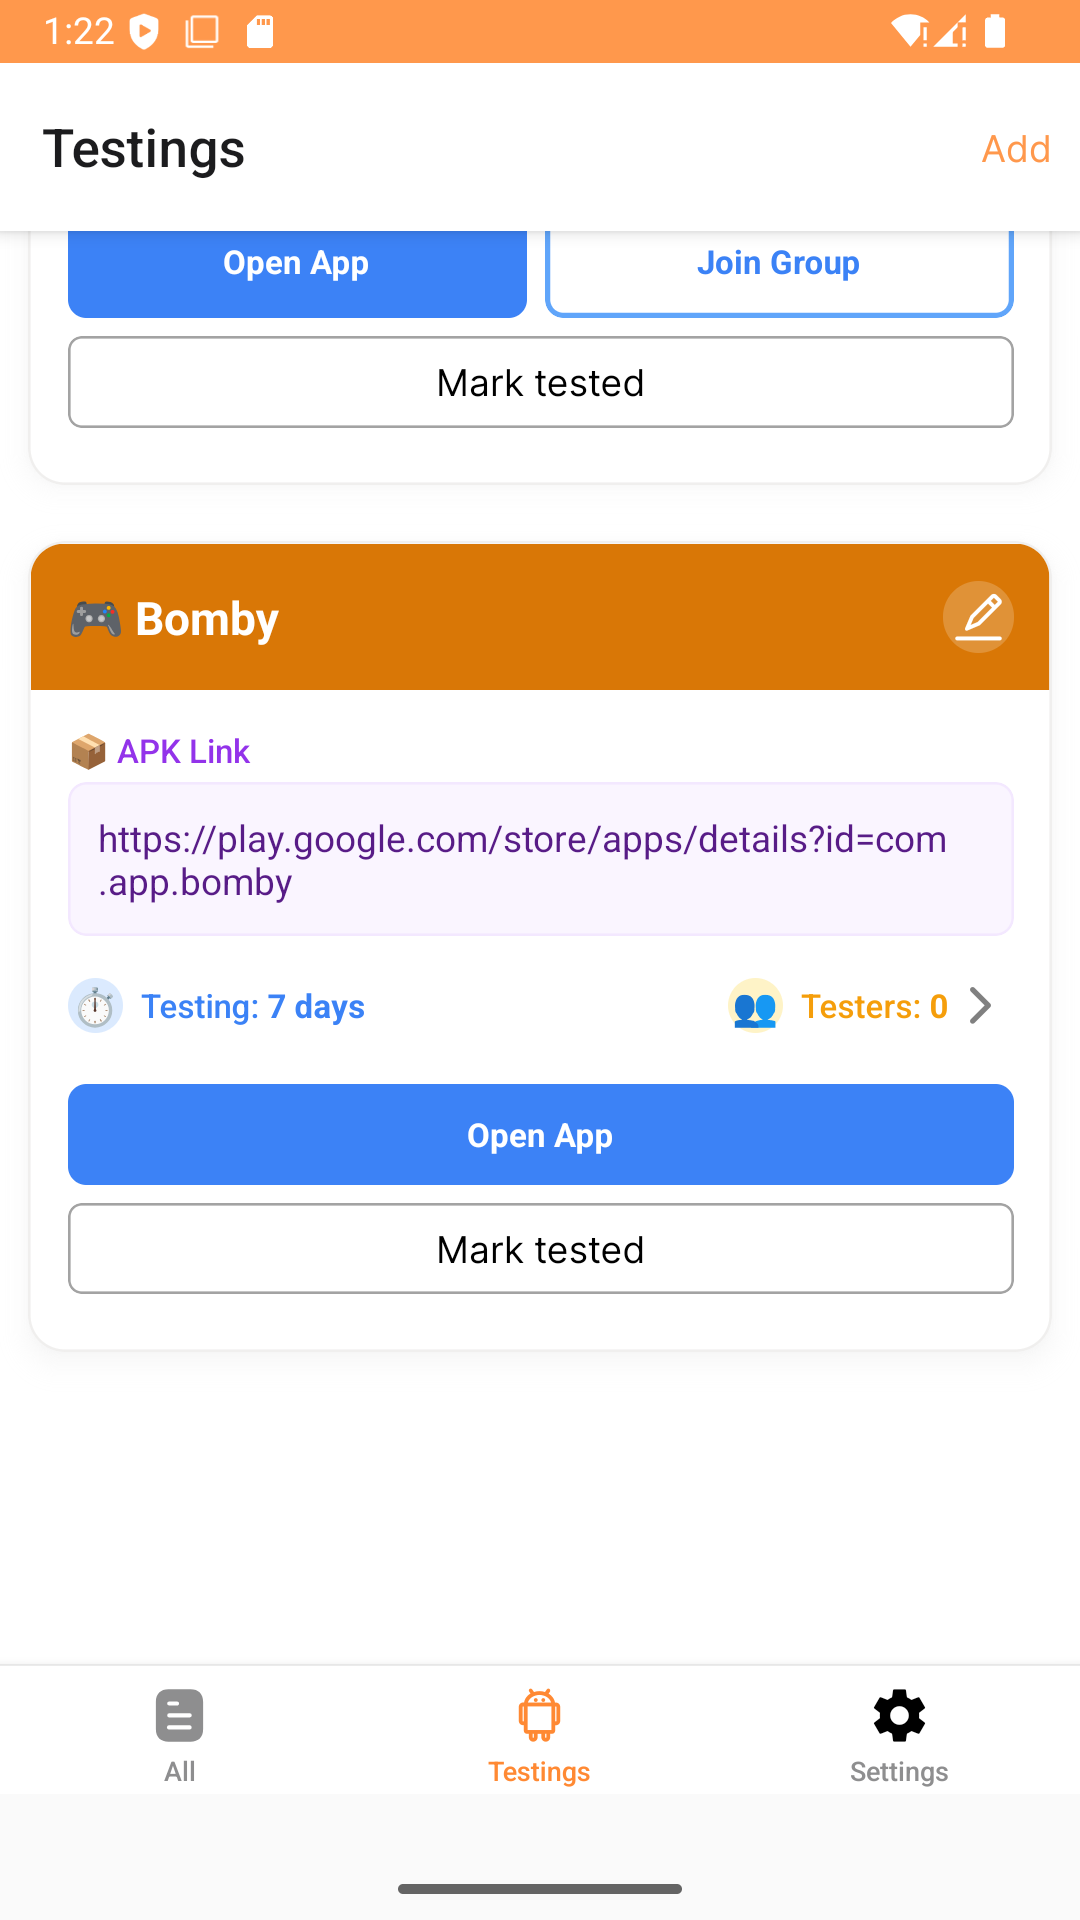 1:22
Testings
Add
Open App
Join Group
Mark tested
🎮 Bomby
📦 APK Link
https://play.google.com/store/apps/details?id=com
.app.bomby
Testing: 7 days
Testers: 0
Open App
Mark tested
All
Testings
Settings